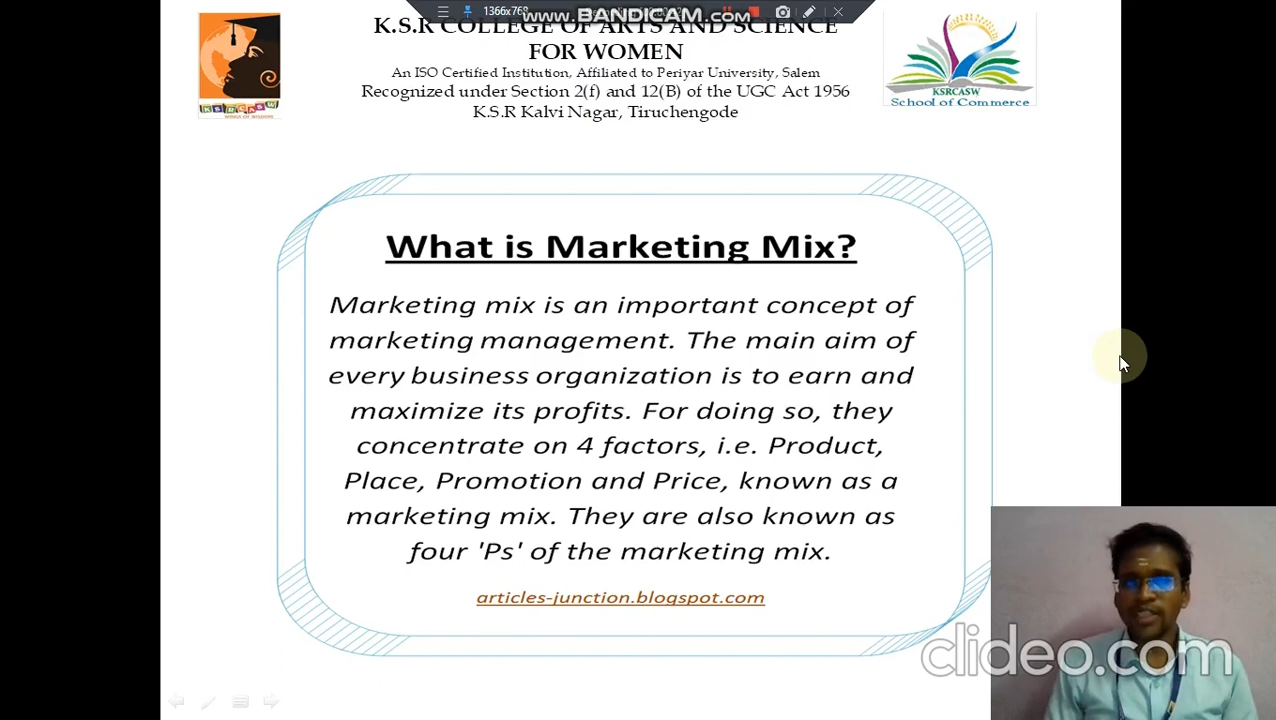 1366x768
www.BANDICAM.com
K.S.R COLLEGE OF ARTS AND SCIENCE
FOR WOMEN
An ISO Certified Institution, Affiliated to Periyar University, Salem
Recognized under Section 2(f) and 12(B) of the UGC Act 1956
K.S.R Kalvi Nagar, Tiruchengode
KSRCASW
WINGS OF WISDOM
KSRCASW
School of Commerce
What is Marketing Mix?
Marketing mix is an important concept of
marketing management. The main aim of
every business organization is to earn and
maximize its profits. For doing so, they
concentrate on 4 factors, i.e. Product,
Place, Promotion and Price, known as a
marketing mix. They are also known as
four 'Ps' of the marketing mix.
articles-junction.blogspot.com
clideo.com